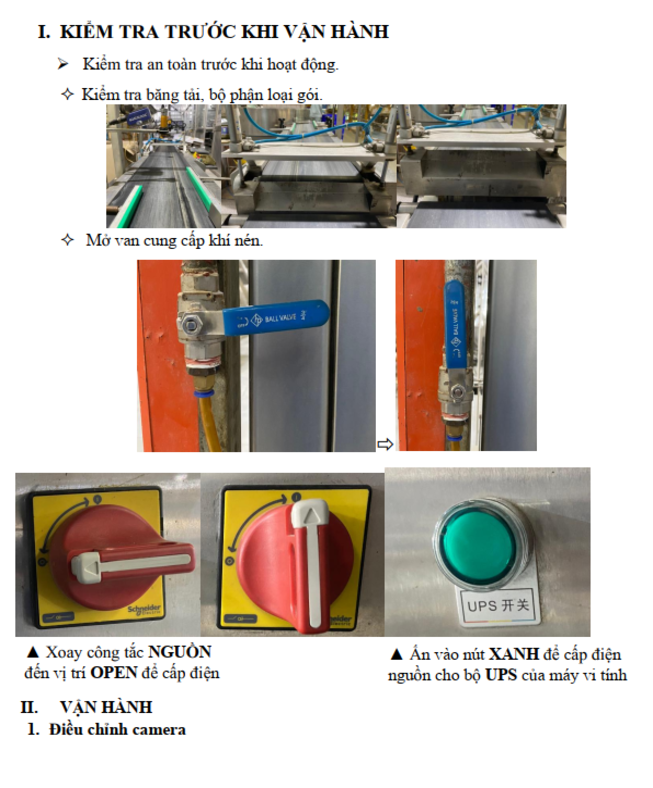 I. KIỂM TRA TRƯỚC KHI VẬN HÀNH
➢ Kiểm tra an toàn trước khi hoạt động.
✧ Kiểm tra băng tải, bộ phận loại gói.
✧ Mở van cung cấp khí nén.
BALL VALVE
BALL VALVE
⇨
Schneider
UPS 开关
▲ Xoay công tắc NGUỒN
đến vị trí OPEN để cấp điện
▲ Ấn vào nút XANH để cấp điện
nguồn cho bộ UPS của máy vi tính
II. VẬN HÀNH
1. Điều chỉnh camera